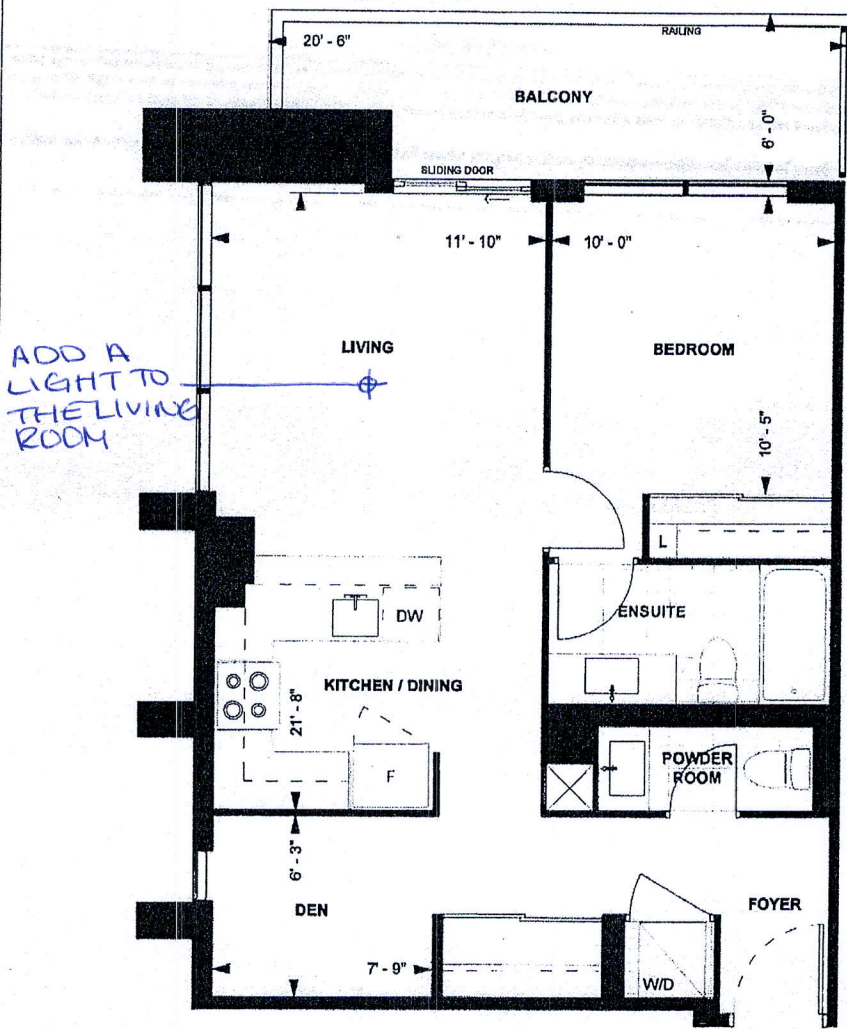 20' - 6"
RAILING
BALCONY
6' - 0"
SLIDING DOOR
11' - 10"
10' - 0"
LIVING
BEDROOM
ADD A
LIGHT TO
THE LIVING
ROOM
10' - 5"
L
DW
ENSUITE
KITCHEN / DINING
21' - 8"
F
POWDER
ROOM
6' - 3"
DEN
FOYER
7' - 9"
W/D